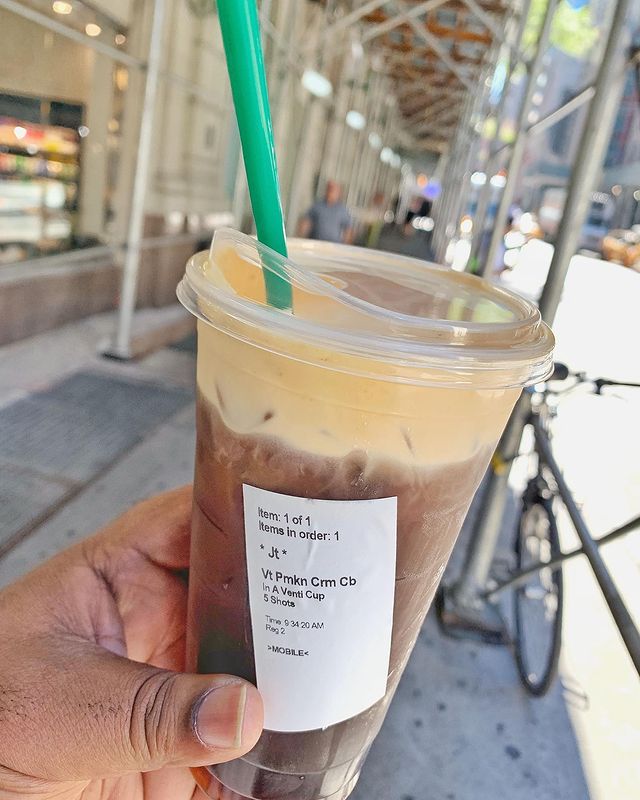 Item: 1 of 1
Items in order: 1
* Jt *
Vt Pmkn Crm Cb
In A Venti Cup
5 Shots
Time: 9:34:20 AM
Reg 2
>MOBILE<